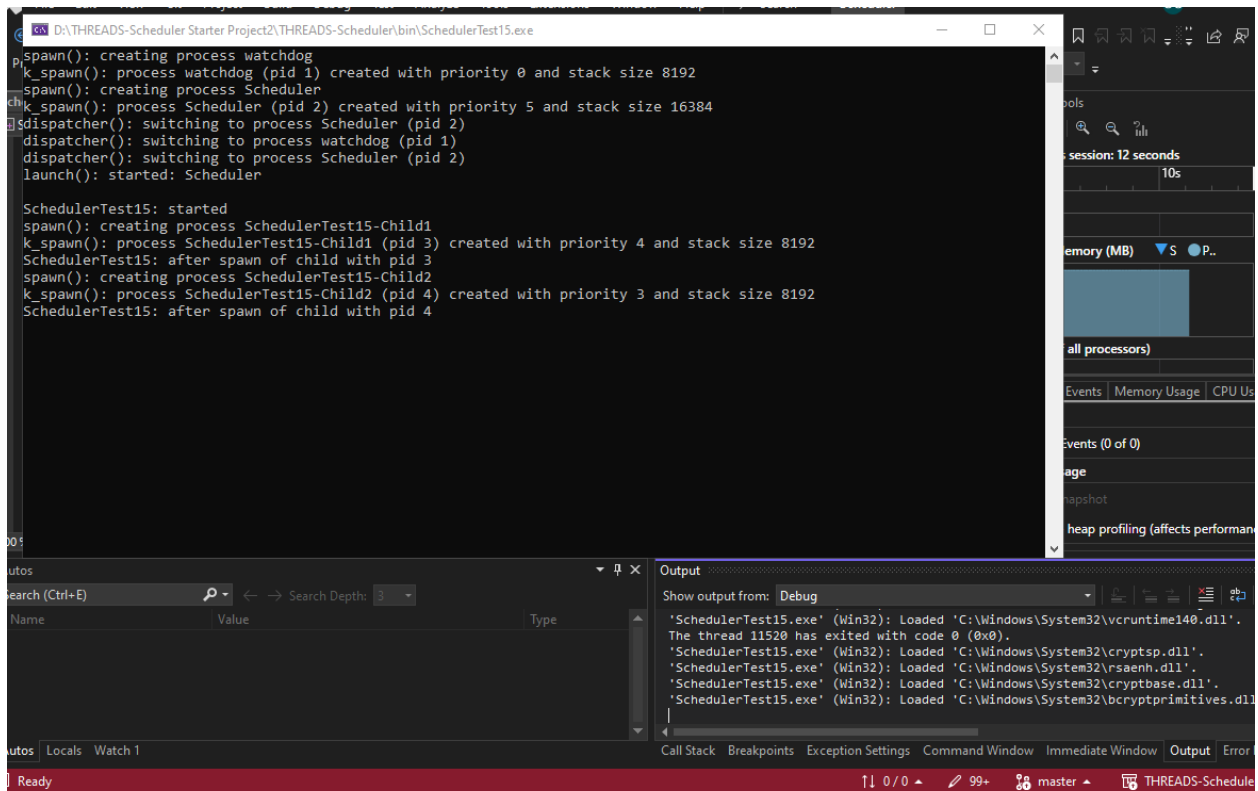 D:\THREADS-Scheduler Starter Project2\THREADS-Scheduler\bin\SchedulerTest15.exe
spawn(): creating process watchdog
k_spawn(): process watchdog (pid 1) created with priority 0 and stack size 8192
spawn(): creating process Scheduler
k_spawn(): process Scheduler (pid 2) created with priority 5 and stack size 16384
dispatcher(): switching to process Scheduler (pid 2)
dispatcher(): switching to process watchdog (pid 1)
dispatcher(): switching to process Scheduler (pid 2)
launch(): started: Scheduler
SchedulerTest15: started
spawn(): creating process SchedulerTest15-Child1
k_spawn(): process SchedulerTest15-Child1 (pid 3) created with priority 4 and stack size 8192
SchedulerTest15: after spawn of child with pid 3
spawn(): creating process SchedulerTest15-Child2
k_spawn(): process SchedulerTest15-Child2 (pid 4) created with priority 3 and stack size 8192
SchedulerTest15: after spawn of child with pid 4
ools
session: 12 seconds
10s
emory (MB) S P..
all processors)
Events Memory Usage CPU Us
Events (0 of 0)
age
napshot
heap profiling (affects performan
utos
Search (Ctrl+E) Search Depth: 3
Name Value Type
Autos Locals Watch 1
Output
Show output from: Debug
'SchedulerTest15.exe' (Win32): Loaded 'C:\Windows\System32\vcruntime140.dll'.
The thread 11520 has exited with code 0 (0x0).
'SchedulerTest15.exe' (Win32): Loaded 'C:\Windows\System32\cryptsp.dll'.
'SchedulerTest15.exe' (Win32): Loaded 'C:\Windows\System32\rsaenh.dll'.
'SchedulerTest15.exe' (Win32): Loaded 'C:\Windows\System32\cryptbase.dll'.
'SchedulerTest15.exe' (Win32): Loaded 'C:\Windows\System32\bcryptprimitives.dll
Call Stack Breakpoints Exception Settings Command Window Immediate Window Output Error
Ready 0 / 0 99+ master THREADS-Schedule